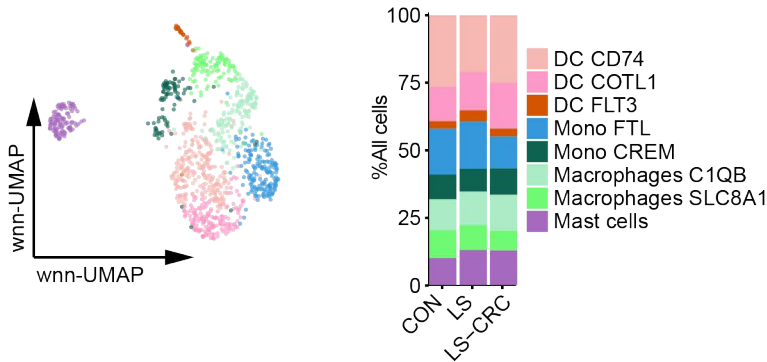 wnn-UMAP
wnn-UMAP
%All cells
100
75
50
25
0
CON
LS
LS-CRC
DC CD74
DC COTL1
DC FLT3
Mono FTL
Mono CREM
Macrophages C1QB
Macrophages SLC8A1
Mast cells